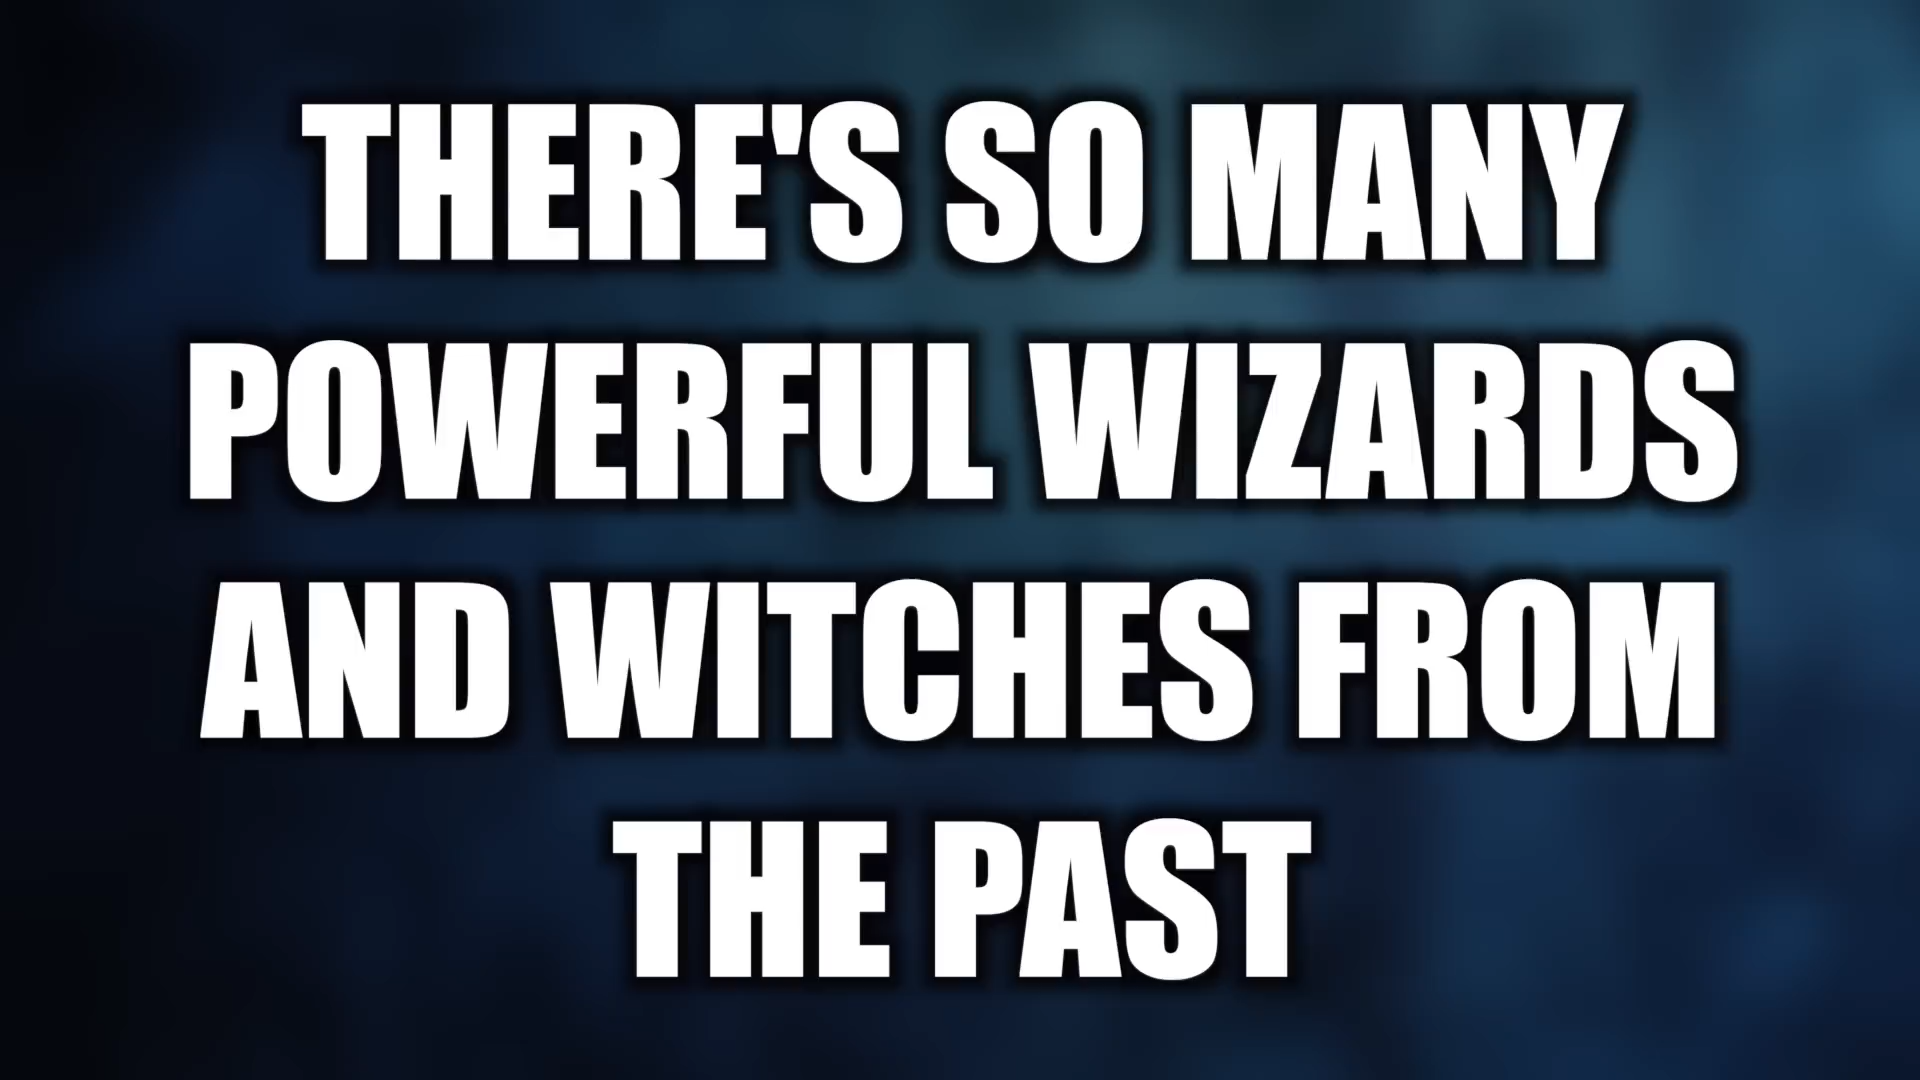 THERE'S SO MANY
POWERFUL WIZARDS
AND WITCHES FROM
THE PAST